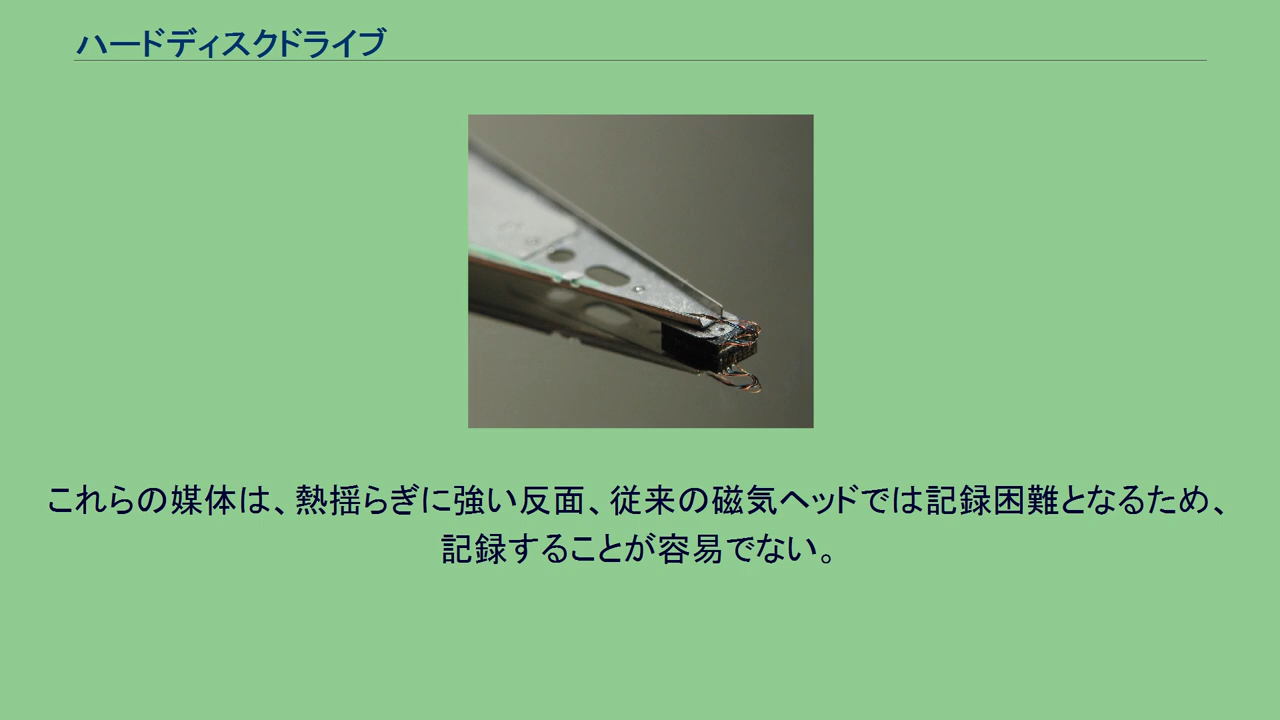 ハードディスクドライブ
これらの媒体は、熱揺らぎに強い反面、従来の磁気ヘッドでは記録困難となるため、
記録することが容易でない。